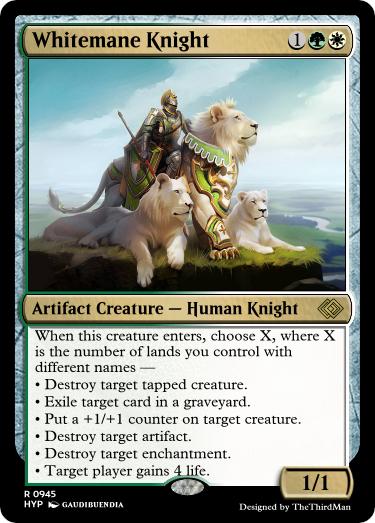 Whitemane Knight 1
Artifact Creature — Human Knight
When this creature enters, choose X, where X
is the number of lands you control with
different names —
• Destroy target tapped creature.
• Exile target card in a graveyard.
• Put a +1/+1 counter on target creature.
• Destroy target artifact.
• Destroy target enchantment.
• Target player gains 4 life.
1/1
R 0945
HYP GAUDIBUENDIA
Designed by TheThirdMan